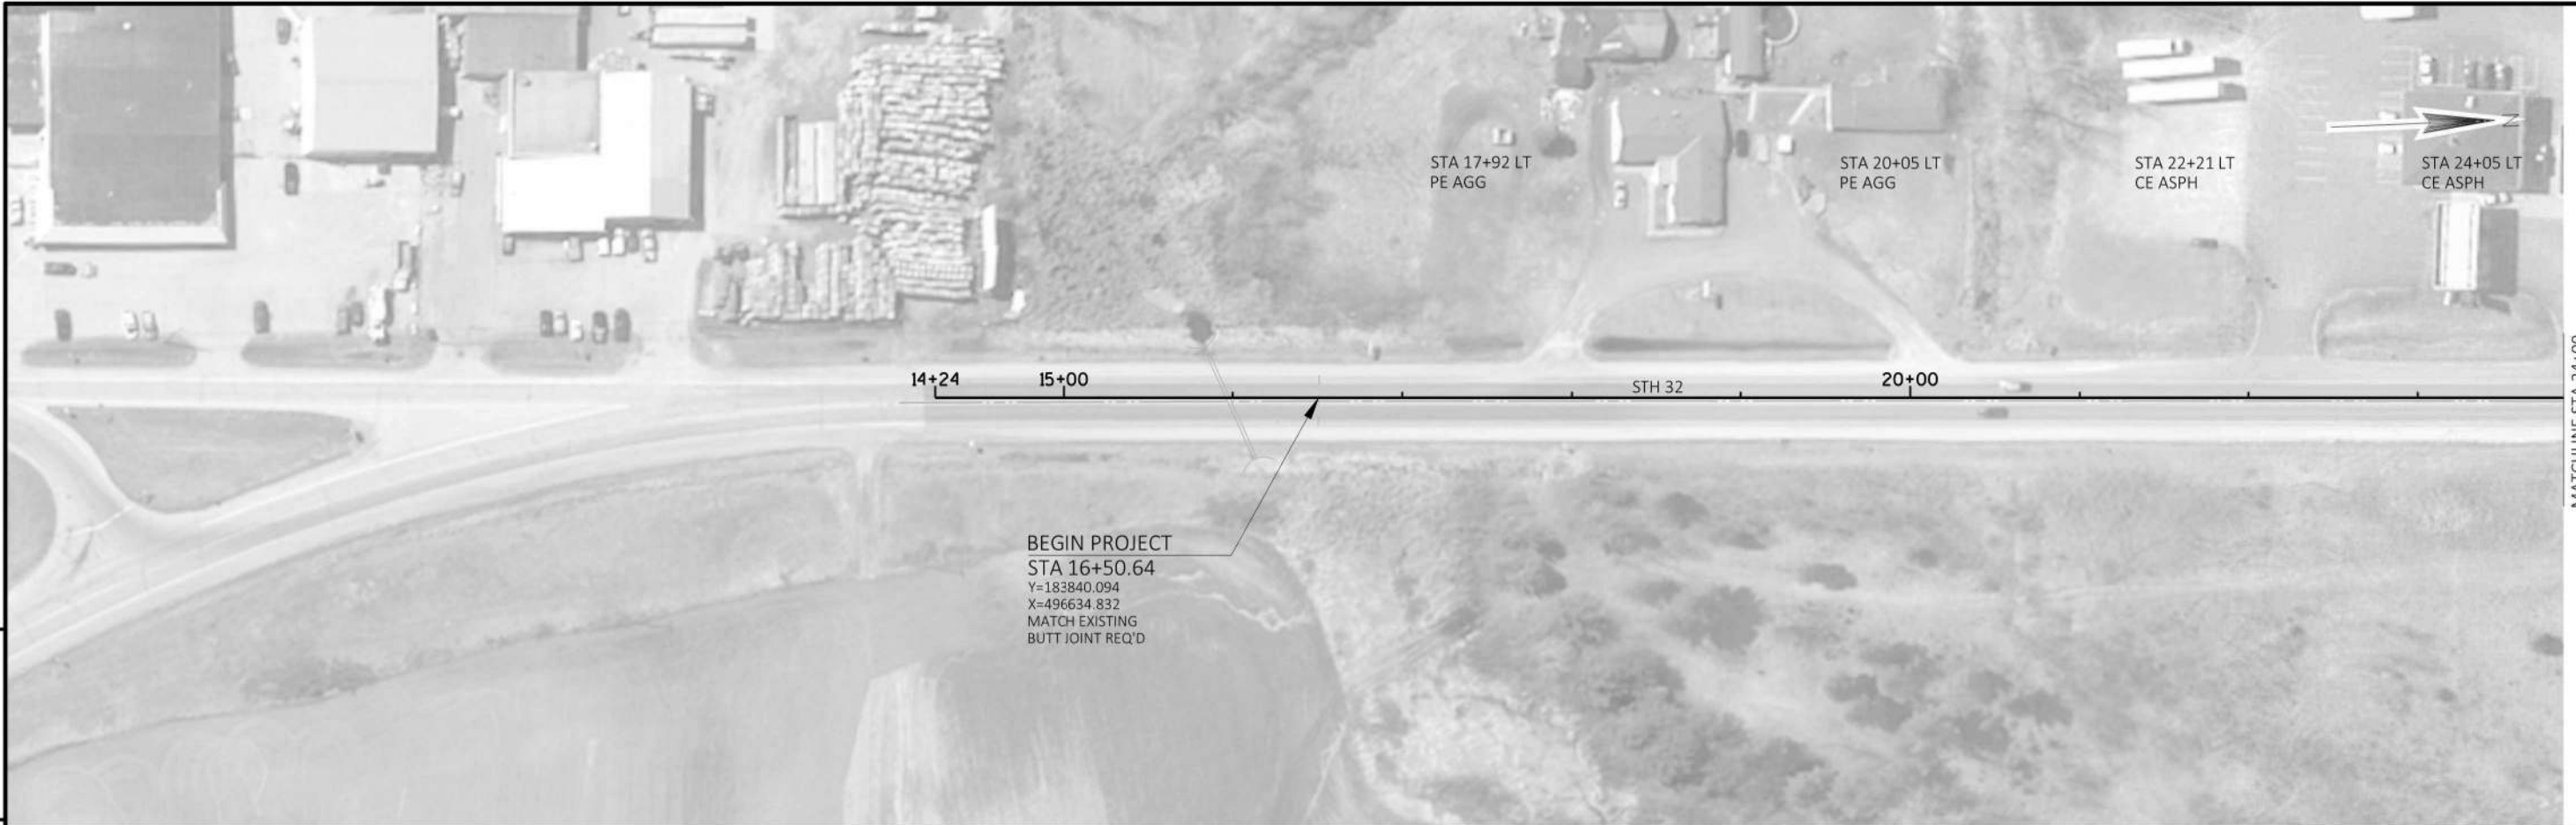 STA 17+92 LT
PE AGG
STA 20+05 LT
PE AGG
STA 22+21 LT
CE ASPH
STA 24+05 LT
CE ASPH
N
14+24
15+00
STH 32
20+00
BEGIN PROJECT
STA 16+50.64
Y=183840.094
X=496634.832
MATCH EXISTING
BUTT JOINT REQ'D